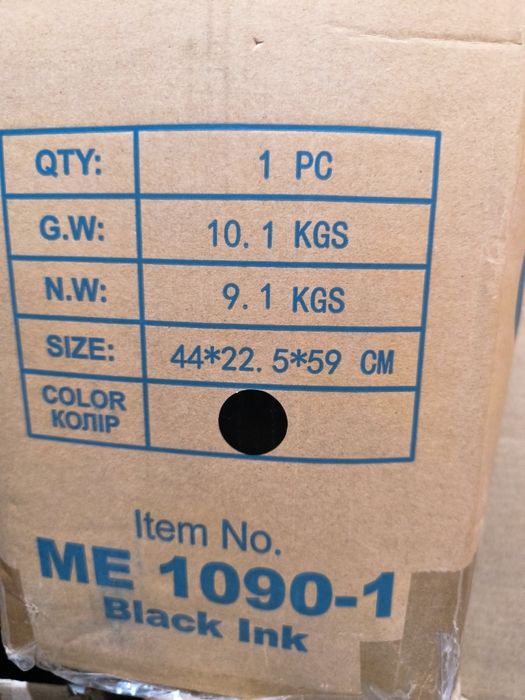 QTY: 1 PC
G.W: 10.1 KGS
N.W: 9.1 KGS
SIZE: 44*22.5*59 CM
COLOR
КОЛІР
Item No.
ME 1090-1
Black Ink